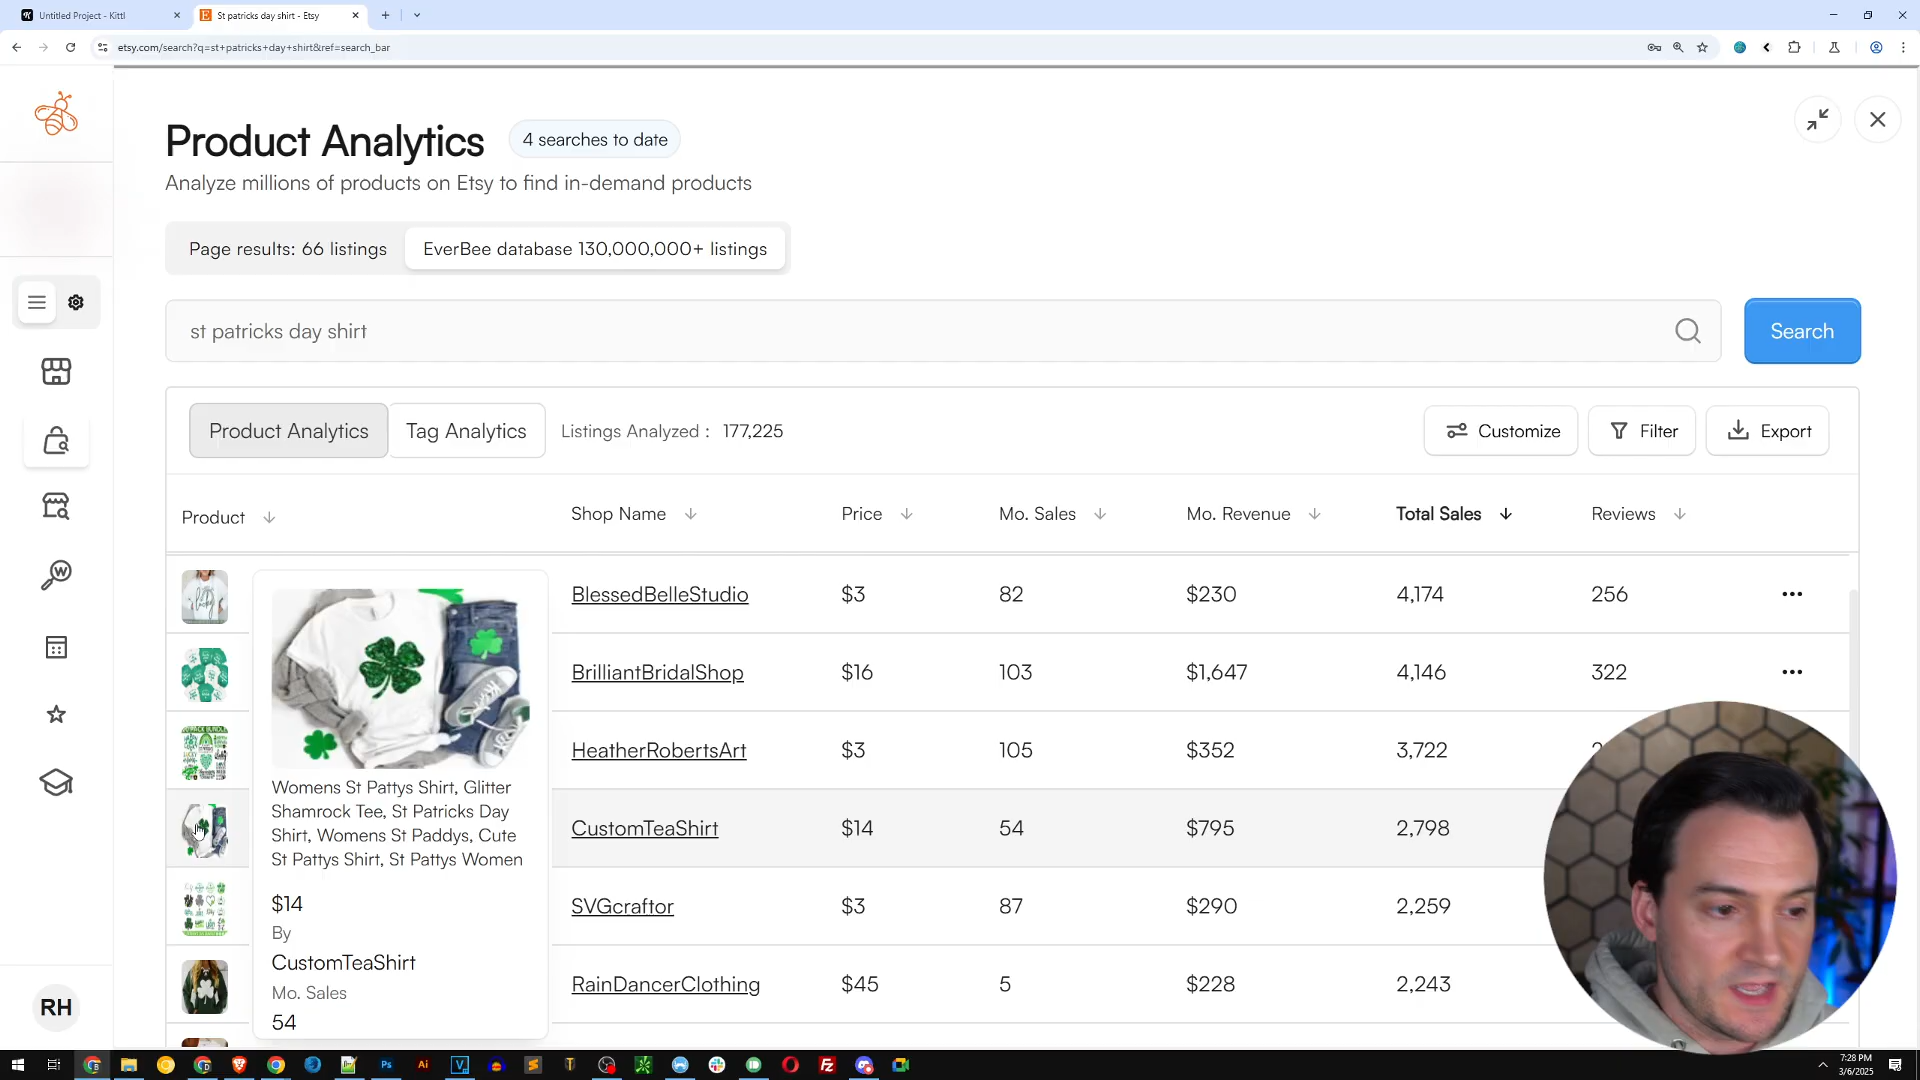 Untitled Project - Kittl
St patricks day shirt - Etsy
etsy.com/search?q=st+patricks+day+shirt&ref=search_bar
Product Analytics
4 searches to date
Analyze millions of products on Etsy to find in-demand products
Page results: 66 listings
EverBee database 130,000,000+ listings
st patricks day shirt
Search
Product Analytics
Tag Analytics
Listings Analyzed : 177,225
Customize
Filter
Export
Product
Shop Name
Price
Mo. Sales
Mo. Revenue
Total Sales
Reviews
BlessedBelleStudio $3 82 $230 4,174 256
BrilliantBridalShop $16 103 $1,647 4,146 322
HeatherRobertsArt $3 105 $352 3,722
CustomTeaShirt $14 54 $795 2,798
SVGcraftor $3 87 $290 2,259
RainDancerClothing $45 5 $228 2,243
Womens St Pattys Shirt, Glitter
Shamrock Tee, St Patricks Day
Shirt, Womens St Paddys, Cute
St Pattys Shirt, St Pattys Women
$14
By
CustomTeaShirt
Mo. Sales
54
RH
7:28 PM
3/6/2025